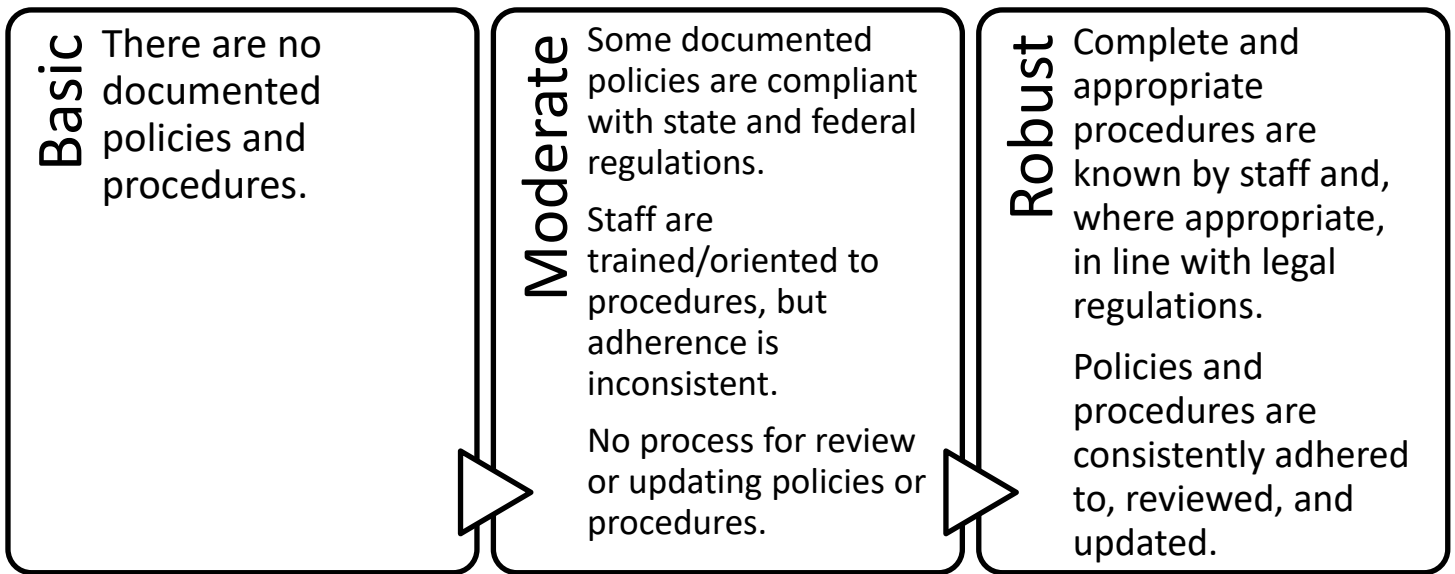 Basic
There are no
documented
policies and
procedures.
Moderate
Some documented
policies are compliant
with state and federal
regulations.
Staff are
trained/oriented to
procedures, but
adherence is
inconsistent.
No process for review
or updating policies or
procedures.
Robust
Complete and
appropriate
procedures are
known by staff and,
where appropriate,
in line with legal
regulations.
Policies and
procedures are
consistently adhered
to, reviewed, and
updated.